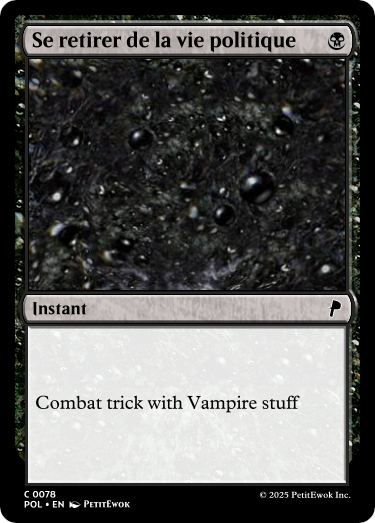 Se retirer de la vie politique
Instant
Combat trick with Vampire stuff
C 0078
POL • EN PetitEwok
© 2025 PetitEwok Inc.